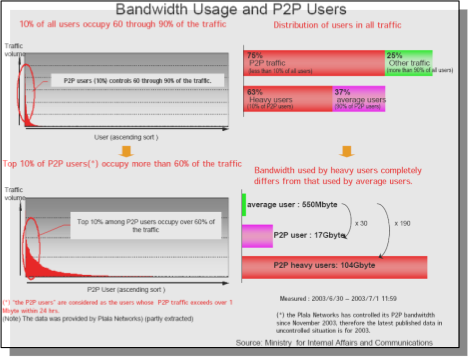 Bandwidth Usage and P2P Users
10% of all users occupy 60 through 90% of the traffic
Traffic
volume
P2P users (10%) controls 60 through 90% of the traffic.
User (ascending sort )
Top 10% of P2P users(*) occupy more than 60% of the traffic
Traffic
volume
Top 10% among P2P users occupy over 60% of
the traffic
P2P User (ascending sort )
(*) "the P2P users" are considered as the users whose P2P traffic exceeds over 1
Mbyte within 24 hrs.
(Note) The data was provided by Plala Networks) (partly extracted)
Distribution of users in all traffic
75%
P2P traffic
(less than 10% of all users)
25%
Other traffic
(more than 90% of all users)
63%
Heavy users
(10% of P2P users)
37%
average users
(90% of P2P users)
Bandwidth used by heavy users completely
differs from that used by average users.
average user : 550Mbyte
x 30
x 190
P2P user : 17Gbyte
P2P heavy users: 104Gbyte
Measured : 2003/6/30 – 2003/7/1 11:59
(*) the Plala Networks has controlled its P2P bandwitdth
since November 2003, therefore the latest published data in
uncontrolled situation is for 2003.
Source: Ministry for Internal Affairs and Communications